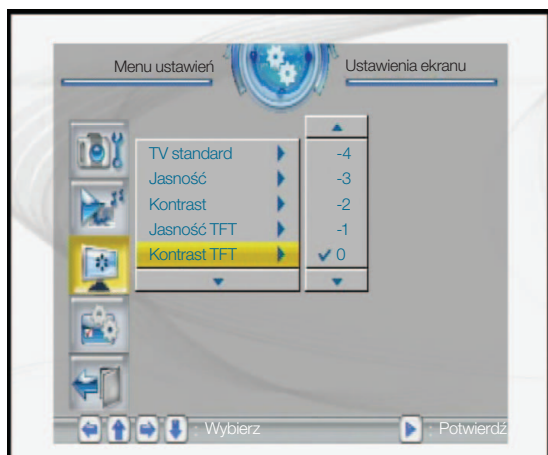 Menu ustawień
Ustawienia ekranu
TV standard
Jasność
Kontrast
Jasność TFT
Kontrast TFT
-4
-3
-2
-1
0
: Wybierz
: Potwierdź